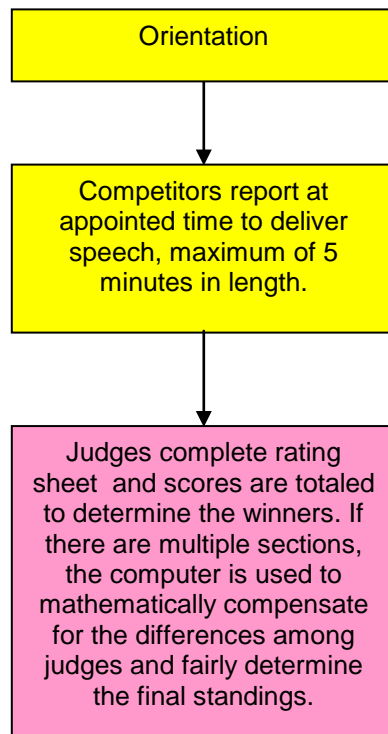 Orientation
Competitors report at
appointed time to deliver
speech, maximum of 5
minutes in length.
Judges complete rating
sheet  and scores are totaled
to determine the winners. If
there are multiple sections,
the computer is used to
mathematically compensate
for the differences among
judges and fairly determine
the final standings.